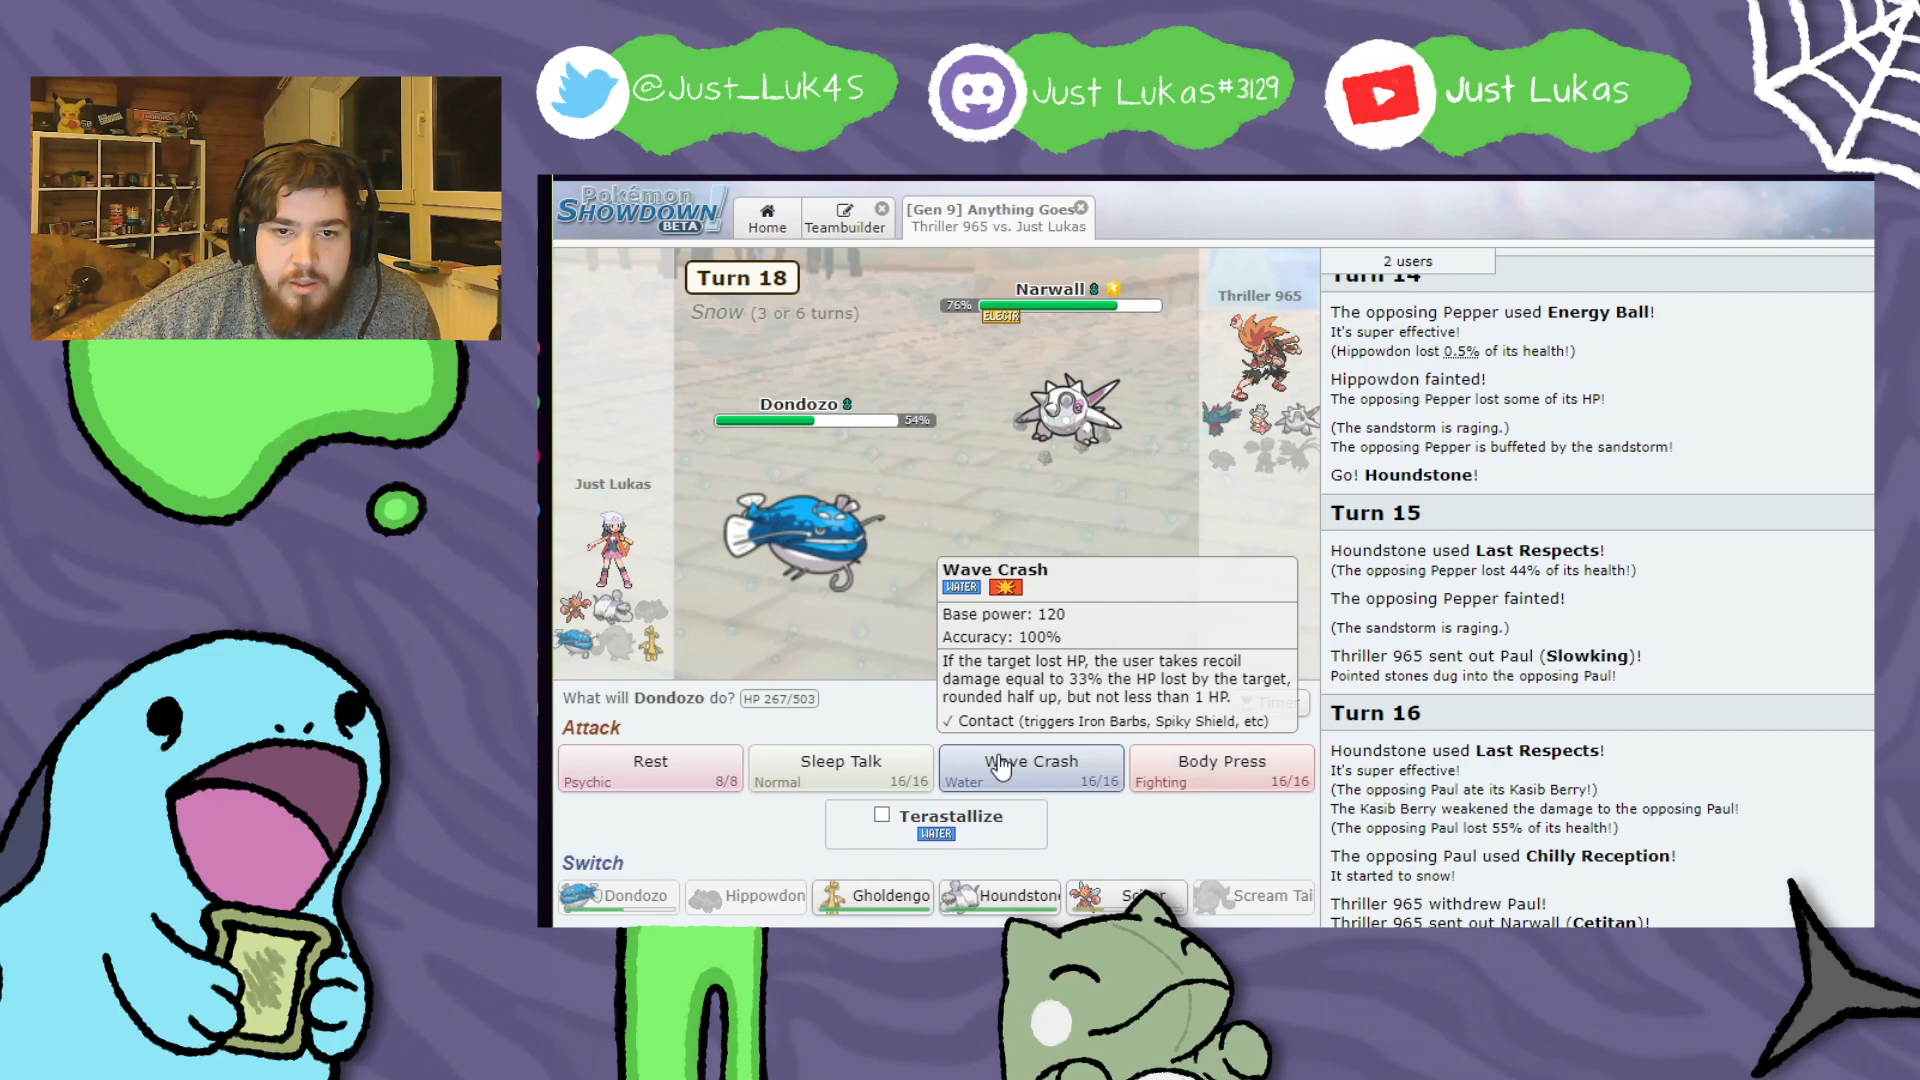 @Just_Luk4S
Just Lukas#3129
Just Lukas
Pokémon
SHOWDOWN!
BETA
Home
Teambuilder
[Gen 9] Anything Goes
Thriller 965 vs. Just Lukas
Turn 18
Snow (3 or 6 turns)
Narwall
76%
ELECTR
Thriller 965
Dondozo
54%
Just Lukas
Wave Crash
WATER
Base power: 120
Accuracy: 100%
If the target lost HP, the user takes recoil
damage equal to 33% the HP lost by the target,
rounded half up, but not less than 1 HP.
✓ Contact (triggers Iron Barbs, Spiky Shield, etc)
What will Dondozo do? HP 267/503
Timer
Attack
Rest
Psychic 8/8
Sleep Talk
Normal 16/16
Wave Crash
Water 16/16
Body Press
Fighting 16/16
Terastallize
WATER
Switch
Dondozo
Hippowdon
Gholdengo
Houndston
Scream Tai
2 users
Turn 14
The opposing Pepper used Energy Ball!
It's super effective!
(Hippowdon lost 0.5% of its health!)
Hippowdon fainted!
The opposing Pepper lost some of its HP!
(The sandstorm is raging.)
The opposing Pepper is buffeted by the sandstorm!
Go! Houndstone!
Turn 15
Houndstone used Last Respects!
(The opposing Pepper lost 44% of its health!)
The opposing Pepper fainted!
(The sandstorm is raging.)
Thriller 965 sent out Paul (Slowking)!
Pointed stones dug into the opposing Paul!
Turn 16
Houndstone used Last Respects!
It's super effective!
(The opposing Paul ate its Kasib Berry!)
The Kasib Berry weakened the damage to the opposing Paul!
(The opposing Paul lost 55% of its health!)
The opposing Paul used Chilly Reception!
It started to snow!
Thriller 965 withdrew Paul!
Thriller 965 sent out Narwall (Cetitan)!